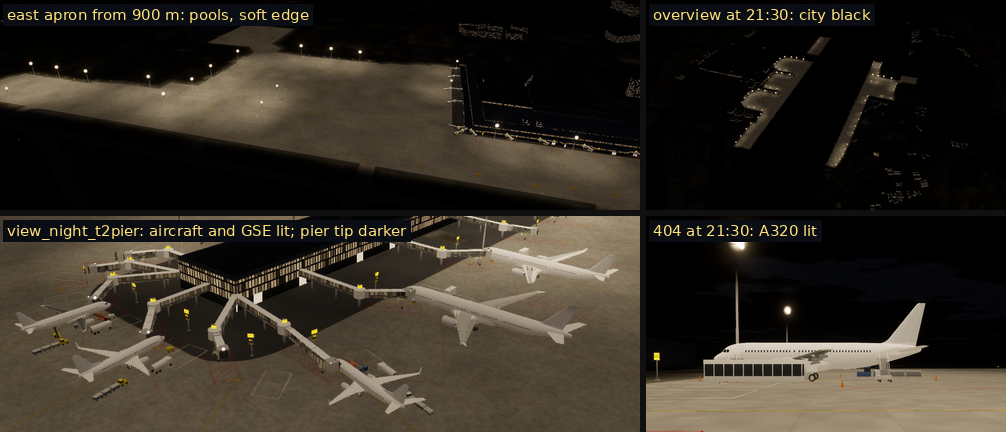 east apron from 900 m: pools, soft edge
overview at 21:30: city black
view_night_t2pier: aircraft and GSE lit; pier tip darker
404 at 21:30: A320 lit